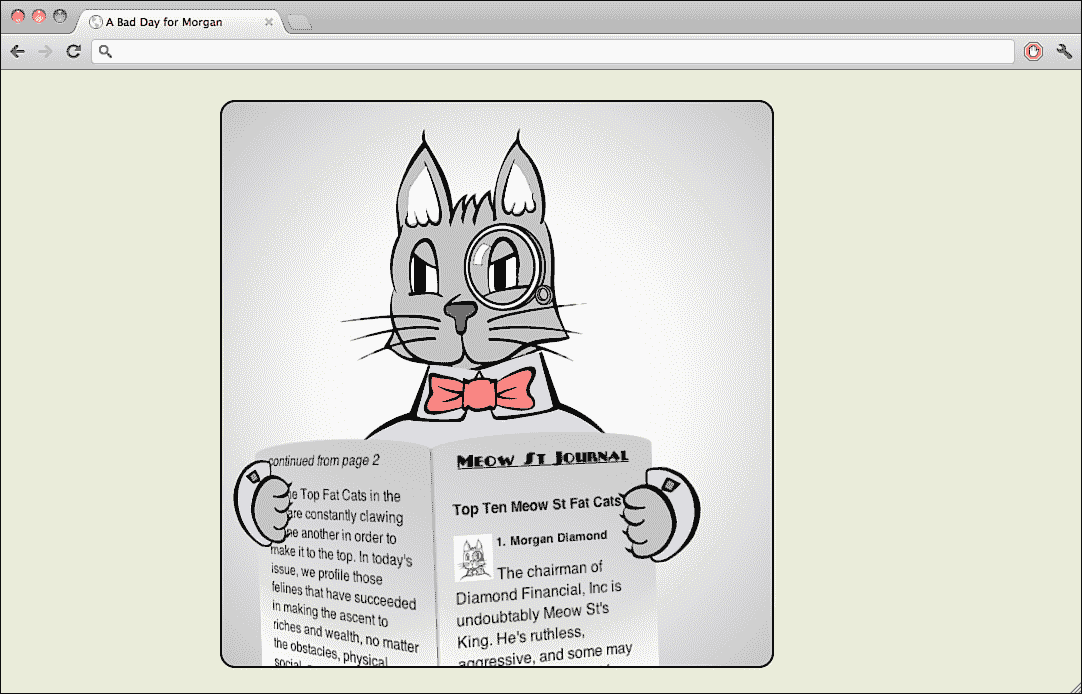 A Bad Day for Morgan
continued from page 2
Top Fat Cats in the
are constantly clawing
one another in order to
make it to the top. In today's
issue, we profile those
felines that have succeeded
in making the ascent to
riches and wealth, no matter
the obstacles, physical
Meow St Journal
Top Ten Meow St Fat Cats
1. Morgan Diamond
The chairman of
Diamond Financial, Inc is
undoubtably Meow St's
King. He's ruthless,
aggressive, and some may